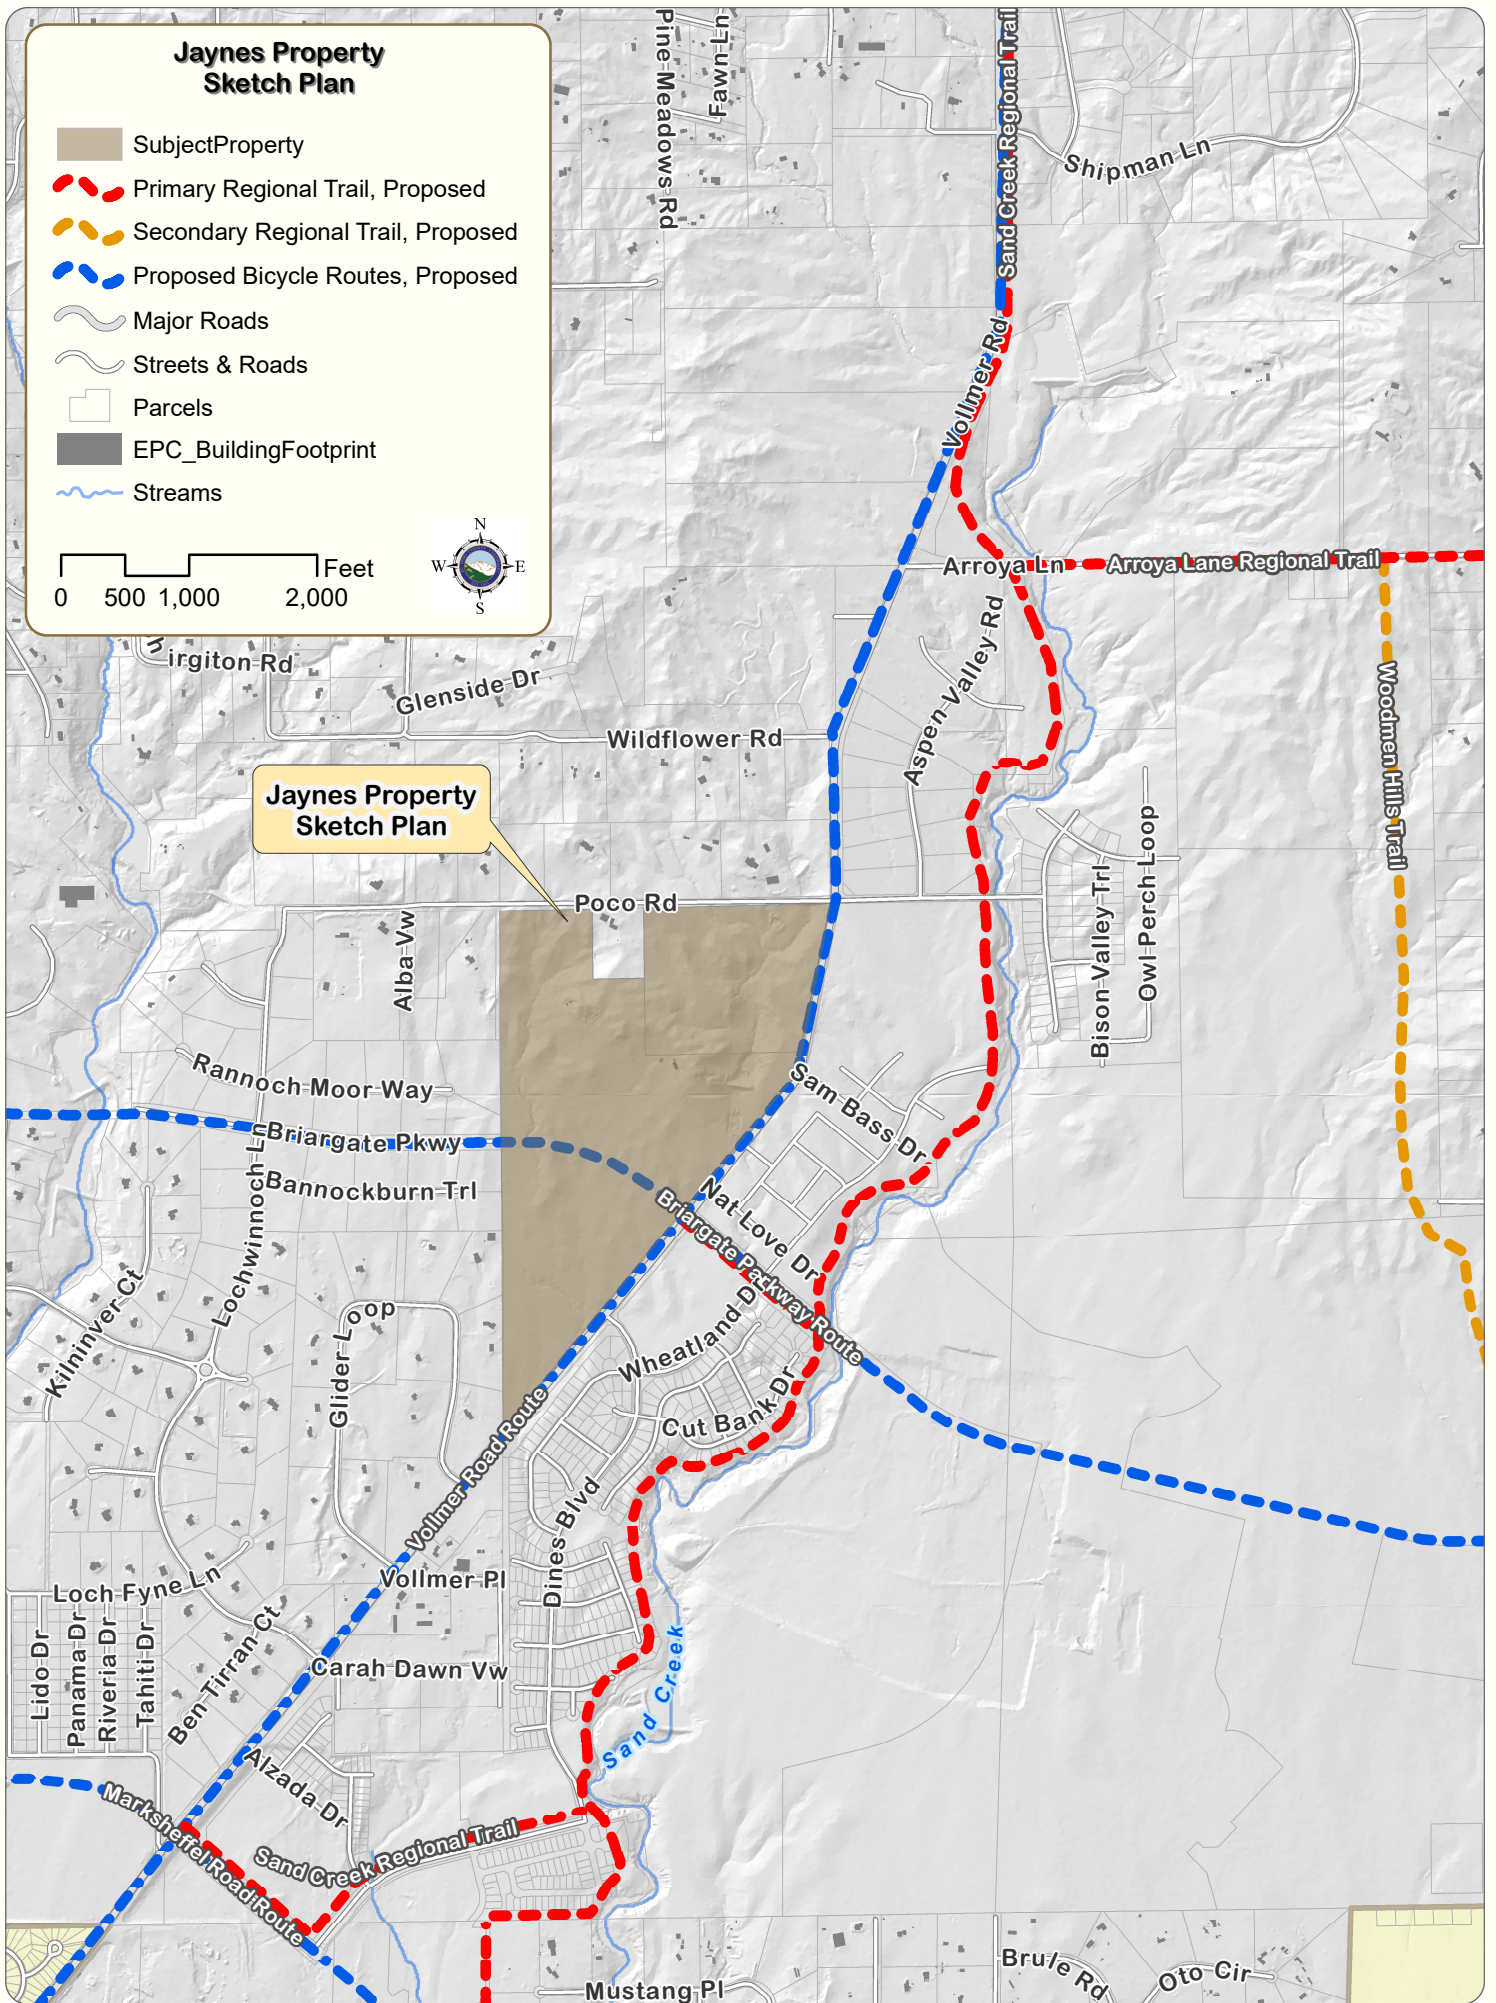 Jaynes Property
Sketch Plan
SubjectProperty
Primary Regional Trail, Proposed
Secondary Regional Trail, Proposed
Proposed Bicycle Routes, Proposed
Major Roads
Streets & Roads
Parcels
EPC_BuildingFootprint
Streams
Feet
0 500 1,000 2,000
N
W E
S
Pine Meadows Rd
Fawn Ln
Sand Creek Regional Trail
Shipman Ln
Vollmer Rd
Arroya Ln
Arroya Lane Regional Trail
Aspen Valley Rd
Woodmen Hills Trail
irgiton Rd
Glenside Dr
Wildflower Rd
Jaynes Property
Sketch Plan
Poco Rd
Alba Vw
Bison Valley Trl
Owl Perch Loop
Rannoch Moor Way
Briargate Pkwy
Bannockburn Trl
Lochwinnoch Ln
Sam Bass Dr
Nat Love Dr
Briargate Parkway Route
Kilninver Ct
Glider Loop
Wheatland D
Cut Bank Dr
Vollmer Road Route
Dines Blvd
Vollmer Pl
Loch Fyne Ln
Lido Dr
Panama Dr
Riveria Dr
Tahiti Dr
Ben Tirran Ct
Carah Dawn Vw
Sand Creek
Alzada Dr
Marksheffel Road Route
Sand Creek Regional Trail
Mustang Pl
Brule Rd
Oto Cir